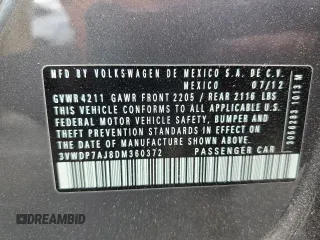 MFD BY VOLKSWAGEN DE MEXICO S.A. DE C.V.
MEXICO 07/12
GVWR 4211 GAWR FRONT 2205 / REAR 2116 LBS
THIS VEHICLE CONFORMS TO ALL APPLICABLE U.S.
FEDERAL MOTOR VEHICLE SAFETY, BUMPER AND
THEFT PREVENTION STANDARDS IN EFFECT ON THE
DATE OF MANUFACTURE SHOWN ABOVE
3VWDP7AJ8DM360372 PASSENGER CAR
DREAMBID